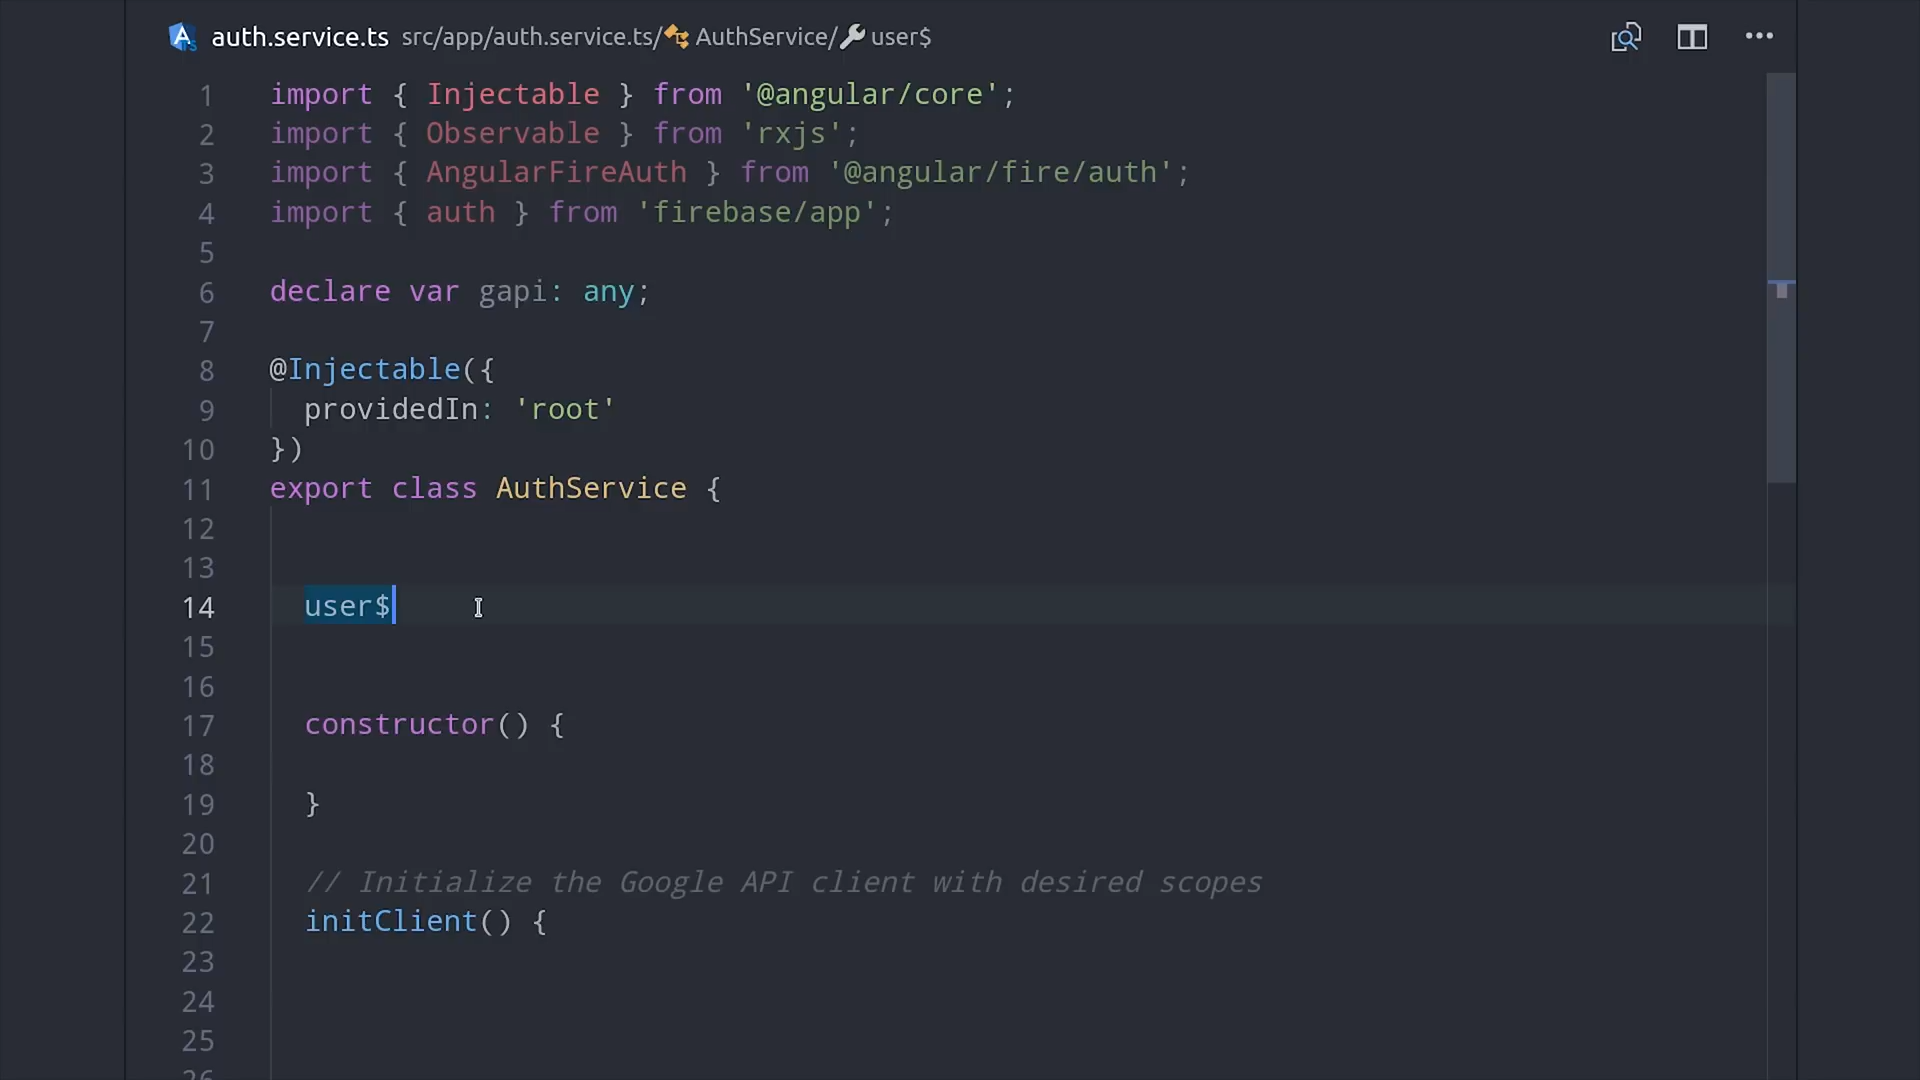 auth.service.ts src/app/auth.service.ts/ AuthService/ user$
1 import { Injectable } from '@angular/core';
2 import { Observable } from 'rxjs';
3 import { AngularFireAuth } from '@angular/fire/auth';
4 import { auth } from 'firebase/app';
5
6 declare var gapi: any;
7
8 @Injectable({
9 providedIn: 'root'
10 })
11 export class AuthService {
12
13
14 user$
15
16
17 constructor() {
18
19 }
20
21 // Initialize the Google API client with desired scopes
22 initClient() {
23
24
25
26